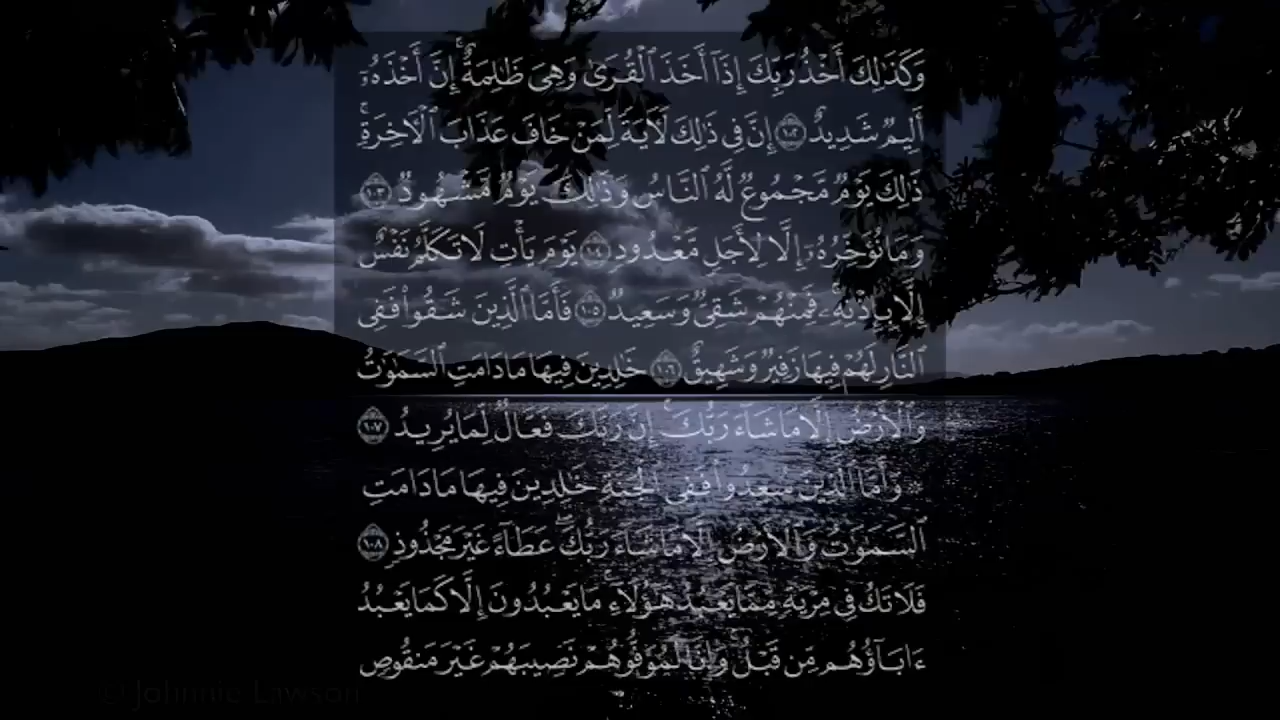 وَكَذَٰلِكَ أَخْذُ رَبِّكَ إِذَآ أَخَذَ ٱلْقُرَىٰ وَهِىَ ظَٰلِمَةٌ ۚ إِنَّ أَخْذَهُۥٓ
أَلِيمٌ شَدِيدٌ ١٠٢ إِنَّ فِى ذَٰلِكَ لَءَايَةً لِّمَنْ خَافَ عَذَابَ ٱلْءَاخِرَةِ ۚ
ذَٰلِكَ يَوْمٌ مَّجْمُوعٌ لَّهُ ٱلنَّاسُ وَذَٰلِكَ يَوْمٌ مَّشْهُودٌ ١٠٣
وَمَا نُؤَخِّرُهُۥٓ إِلَّا لِأَجَلٍ مَّعْدُودٍ ١٠٤ يَوْمَ يَأْتِ لَا تَكَلَّمُ نَفْسٌ
إِلَّا بِإِذْنِهِۦ ۚ فَمِنْهُمْ شَقِىٌّ وَسَعِيدٌ ١٠٥ فَأَمَّا ٱلَّذِينَ شَقُوا۟ فَفِى
ٱلنَّارِ لَهُمْ فِيهَا زَفِيرٌ وَشَهِيقٌ ١٠٦ خَٰلِدِينَ فِيهَا مَا دَامَتِ ٱلسَّمَٰوَٰتُ
وَٱلْأَرْضُ إِلَّا مَا شَآءَ رَبُّكَ ۚ إِنَّ رَبَّكَ فَعَّالٌ لِّمَا يُرِيدُ ١٠٧
۞ وَأَمَّا ٱلَّذِينَ سُعِدُوا۟ فَفِى ٱلْجَنَّةِ خَٰلِدِينَ فِيهَا مَا دَامَتِ
ٱلسَّمَٰوَٰتُ وَٱلْأَرْضُ إِلَّا مَا شَآءَ رَبُّكَ ۖ عَطَآءً غَيْرَ مَجْذُوذٍ ١٠٨
فَلَا تَكُ فِى مِرْيَةٍ مِّمَّا يَعْبُدُ هَٰٓؤُلَآءِ ۚ مَا يَعْبُدُونَ إِلَّا كَمَا يَعْبُدُ
ءَابَآؤُهُم مِّن قَبْلُ ۚ وَإِنَّا لَمُوَفُّوهُمْ نَصِيبَهُمْ غَيْرَ مَنقُوصٍ
© Johnnie Lawson